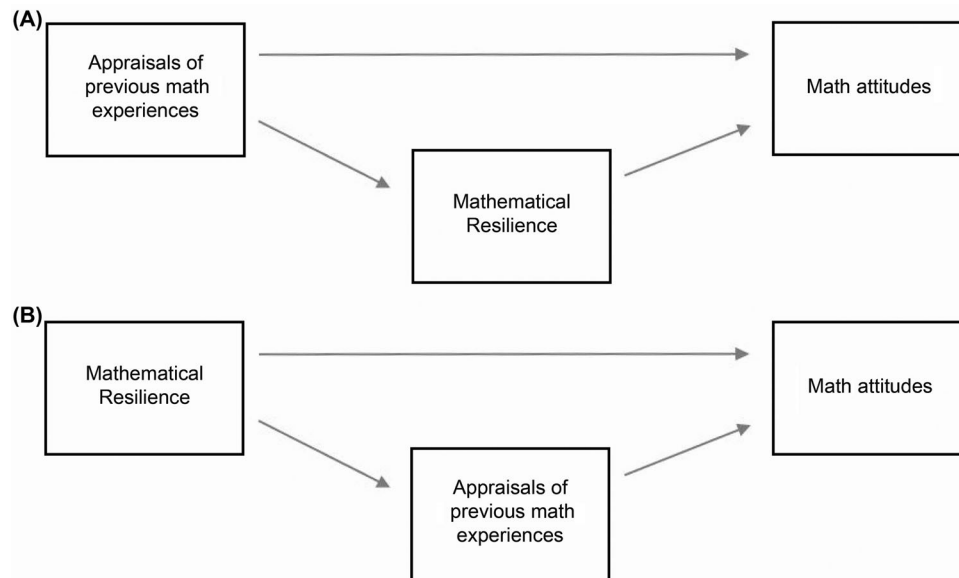 (A)
Appraisals of
previous math
experiences
Math attitudes
Mathematical
Resilience
(B)
Mathematical
Resilience
Math attitudes
Appraisals of
previous math
experiences